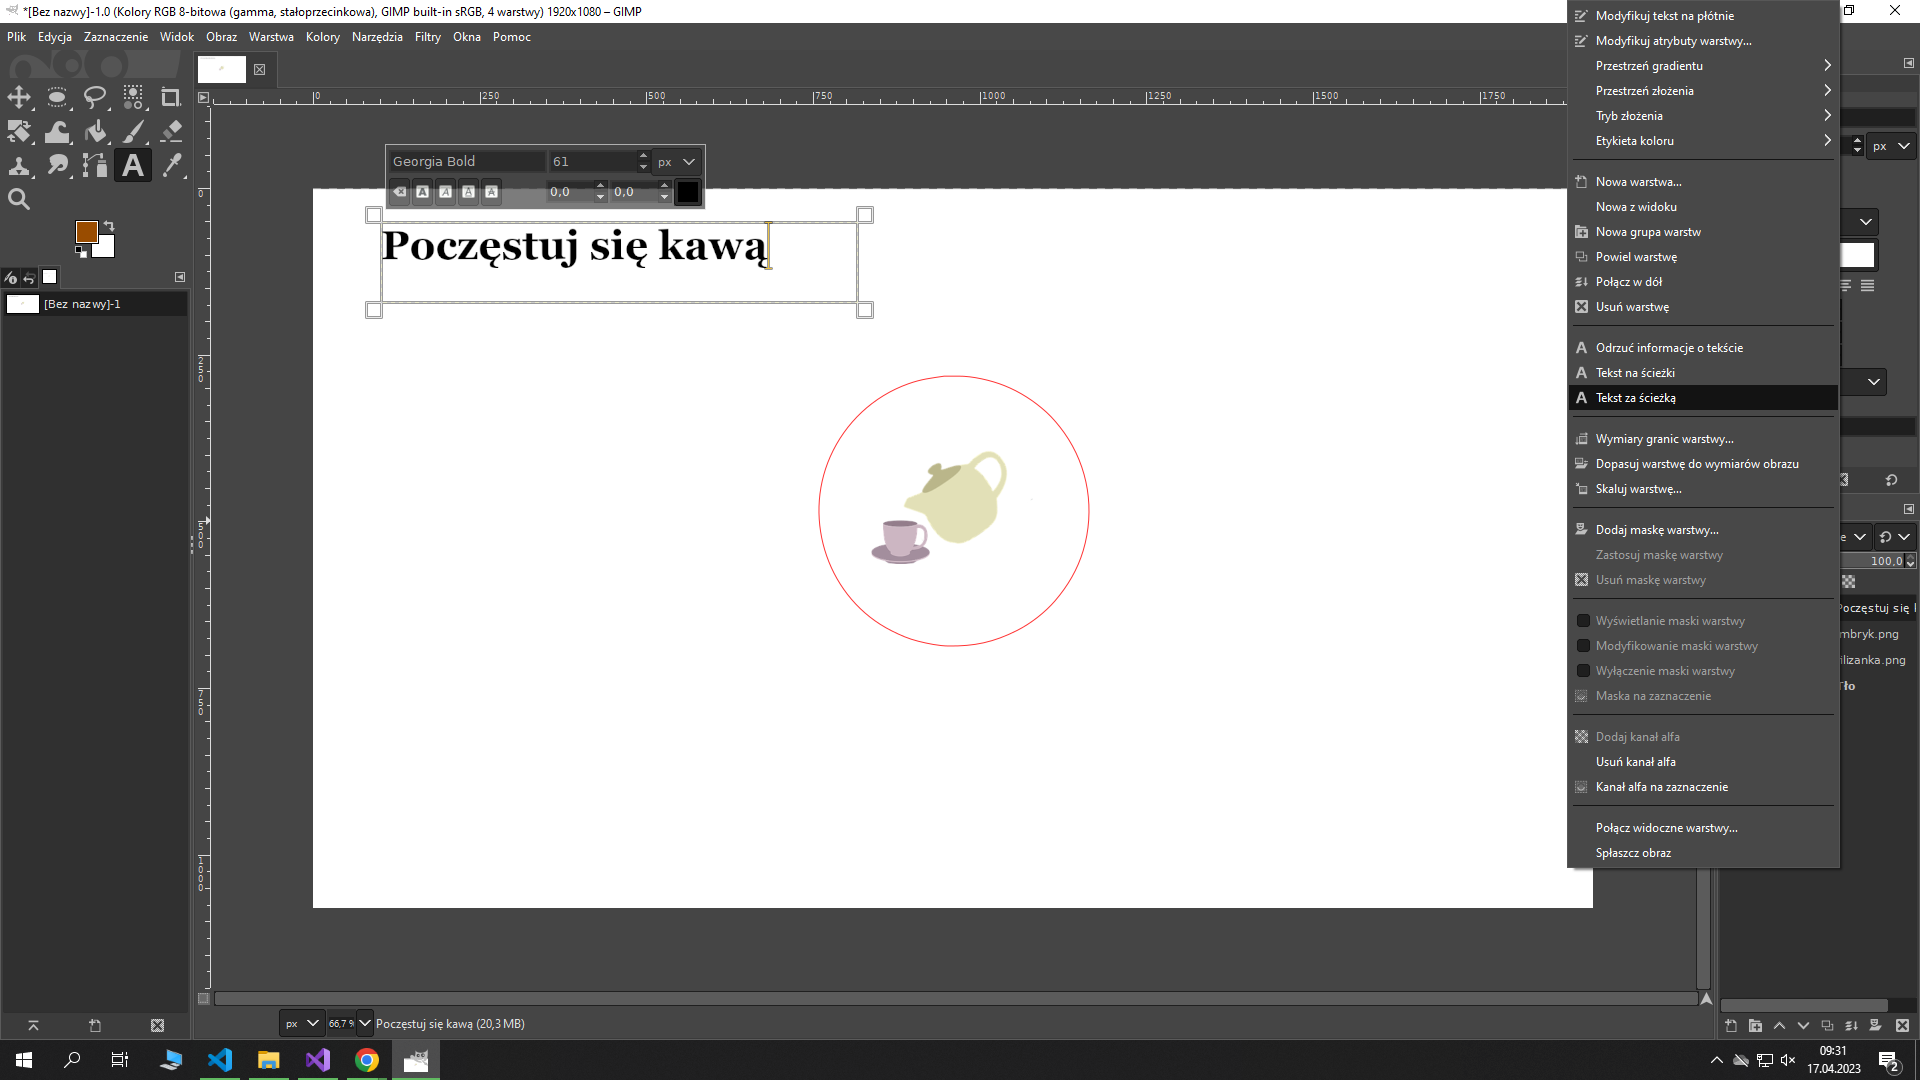 *[Bez nazwy]-1.0 (Kolory RGB 8-bitowa (gamma, stałoprzecinkowa), GIMP built-in sRGB, 4 warstwy) 1920x1080 – GIMP
Plik Edycja Zaznaczenie Widok Obraz Warstwa Kolory Narzędzia Filtry Okna Pomoc
0 250 500 750 1000 1250 1500 1750
Georgia Bold 61 px
0,0 0,0
Poczęstuj się kawą
[Bez nazwy]-1
0
250
500
750
1000
Modyfikuj tekst na płótnie
Modyfikuj atrybuty warstwy...
Przestrzeń gradientu
Przestrzeń złożenia
Tryb złożenia
Etykieta koloru
Nowa warstwa...
Nowa z widoku
Nowa grupa warstw
Powiel warstwę
Połącz w dół
Usuń warstwę
Odrzuć informacje o tekście
Tekst na ścieżki
Tekst za ścieżką
Wymiary granic warstwy...
Dopasuj warstwę do wymiarów obrazu
Skaluj warstwę...
Dodaj maskę warstwy...
Zastosuj maskę warstwy
Usuń maskę warstwy
Wyświetlanie maski warstwy
Modyfikowanie maski warstwy
Wyłączenie maski warstwy
Maska na zaznaczenie
Dodaj kanał alfa
Usuń kanał alfa
Kanał alfa na zaznaczenie
Połącz widoczne warstwy...
Spłaszcz obraz
px
e
100,0
Poczęstuj się
mbryk.png
ilizanka.png
Tło
px 66,7 % Poczęstuj się kawą (20,3 MB)
09:31
17.04.2023
2